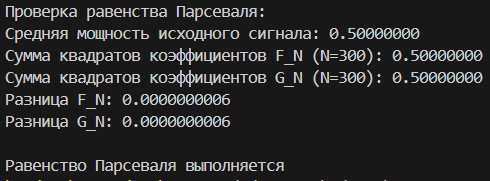 Проверка равенства Парсеваля:
Средняя мощность исходного сигнала: 0.50000000
Сумма квадратов коэффициентов F_N (N=300): 0.50000000
Сумма квадратов коэффициентов G_N (N=300): 0.50000000
Разница F_N: 0.0000000006
Разница G_N: 0.0000000006
Равенство Парсеваля выполняется